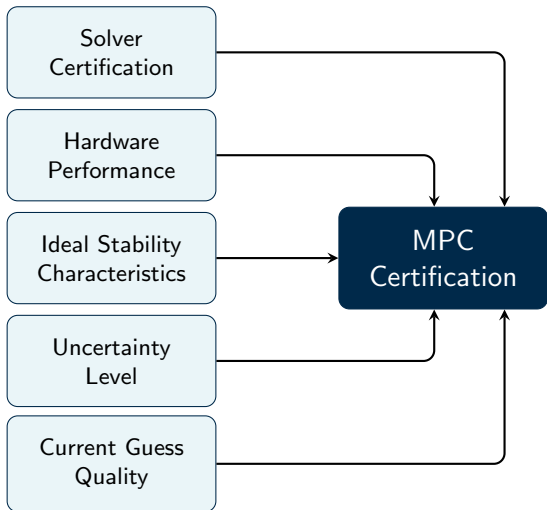 Solver
Certification
Hardware
Performance
Ideal Stability
Characteristics
MPC
Certification
Uncertainty
Level
Current Guess
Quality